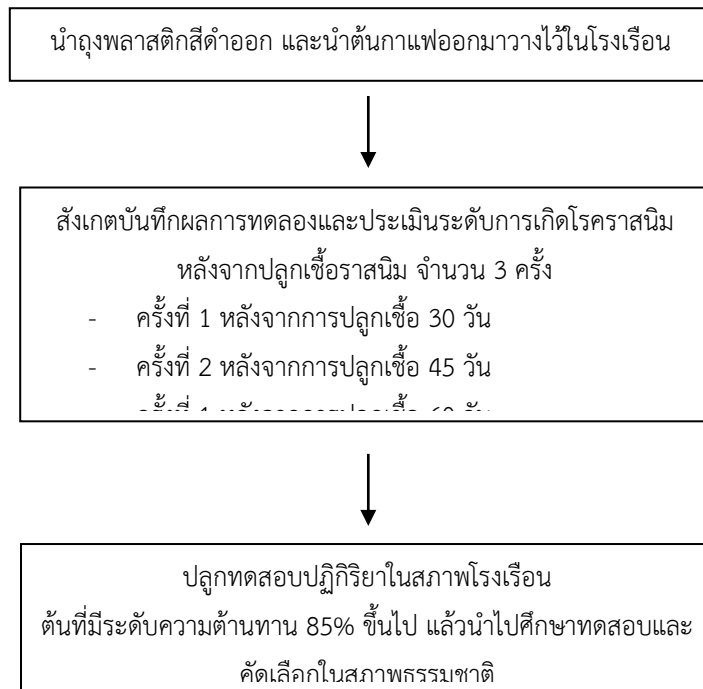 นำถุงพลาสติกสีดำออก และนำต้นกาแฟออกมาวางไว้ในโรงเรือน
สังเกตบันทึกผลการทดลองและประเมินระดับการเกิดโรคราสนิม
หลังจากปลูกเชื้อราสนิม จำนวน 3 ครั้ง
- ครั้งที่ 1 หลังจากการปลูกเชื้อ 30 วัน
- ครั้งที่ 2 หลังจากการปลูกเชื้อ 45 วัน
ปลูกทดสอบปฏิกิริยาในสภาพโรงเรือน
ต้นที่มีระดับความต้านทาน 85% ขึ้นไป แล้วนำไปศึกษาทดสอบและ
คัดเลือกในสภาพธรรมชาติ